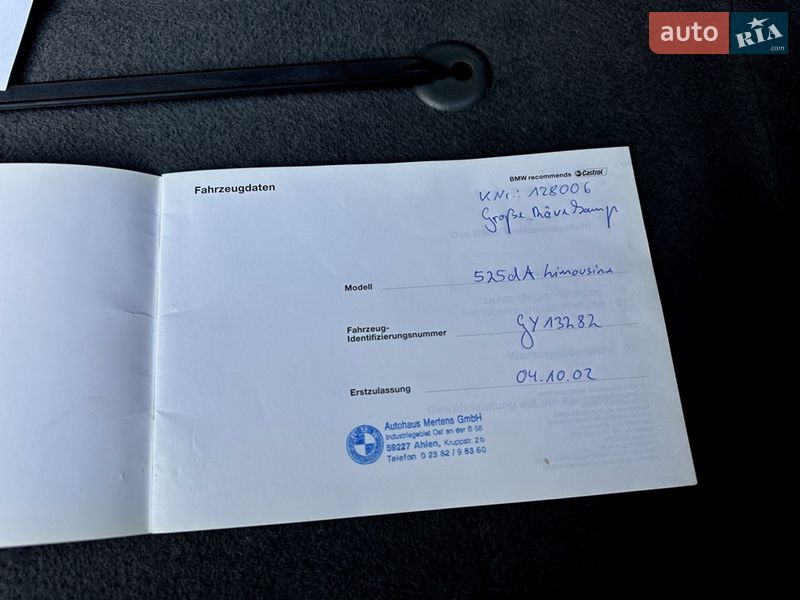 auto RIA .com
Fahrzeugdaten
BMW recommends Castrol
KNr.: 128006
Große
Modell 525dA Limousine
Fahrzeug-
Identifizierungsnummer GY13282
Erstzulassung 04.10.02
Autohaus Mertens GmbH
Industriegebiet Ost an der B 58
59227 Ahlen, Kruppstr. 2b
Telefon 0 23 82 / 9 83 60